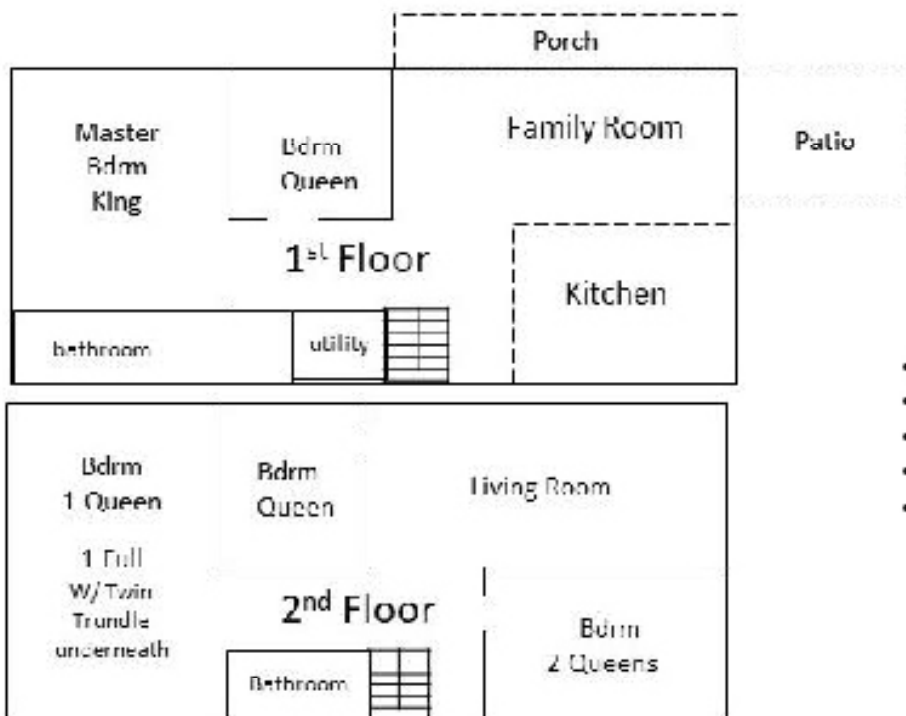 Porch
Master
Bdrm
King
Bdrm
Queen
Family Room
Patio
1st Floor
Kitchen
bathroom
utility
Bdrm
1 Queen
1 Full
W/ Twin
Trundle
underneath
Bdrm
Queen
Living Room
2nd Floor
Bathroom
Bdrm
2 Queens